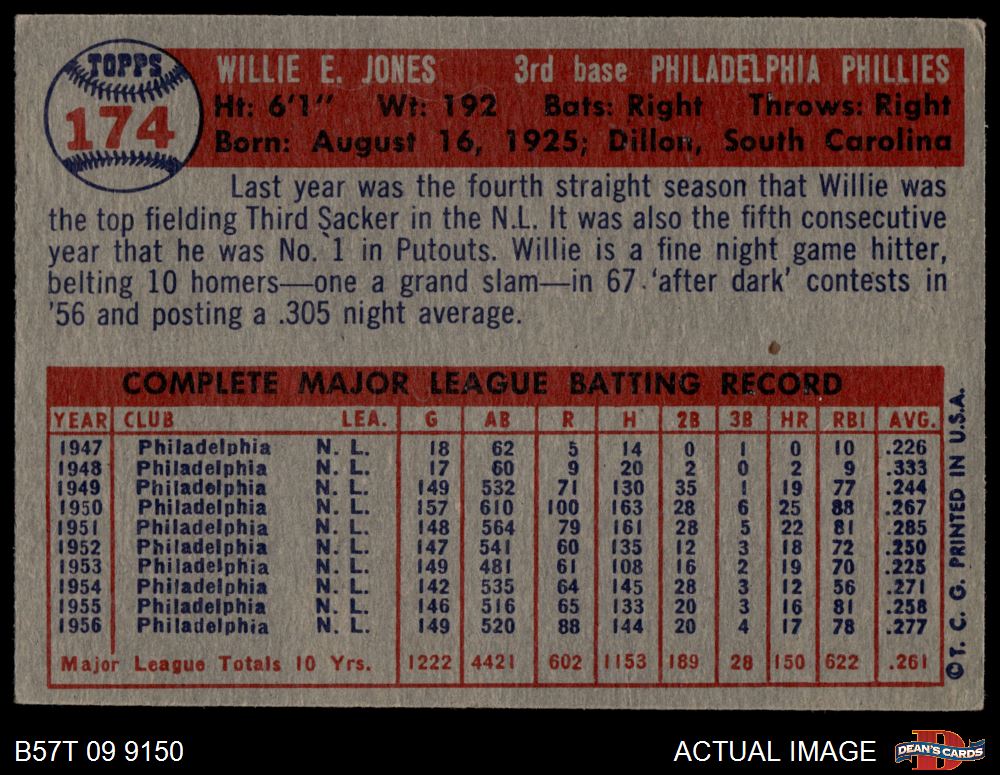 TOPPS
174
WILLIE E. JONES 3rd base PHILADELPHIA PHILLIES
Ht: 6'1" Wt: 192 Bats: Right Throws: Right
Born: August 16, 1925; Dillon, South Carolina
Last year was the fourth straight season that Willie was
the top fielding Third Sacker in the N.L. It was also the fifth consecutive
year that he was No. 1 in Putouts. Willie is a fine night game hitter,
belting 10 homers—one a grand slam—in 67 'after dark' contests in
'56 and posting a .305 night average.
COMPLETE MAJOR LEAGUE BATTING RECORD
YEAR CLUB LEA. G AB R H 2B 3B HR RBI AVG.
1947 Philadelphia N. L. 18 62 5 14 0 1 0 10 .226
1948 Philadelphia N. L. 17 60 9 20 2 0 2 9 .333
1949 Philadelphia N. L. 149 532 71 130 35 1 19 77 .244
1950 Philadelphia N. L. 157 610 100 163 28 6 25 88 .267
1951 Philadelphia N. L. 148 564 79 161 28 5 22 81 .285
1952 Philadelphia N. L. 147 541 60 135 12 3 18 72 .250
1953 Philadelphia N. L. 149 481 61 108 16 2 19 70 .225
1954 Philadelphia N. L. 142 535 64 145 28 3 12 56 .271
1955 Philadelphia N. L. 146 516 65 133 20 3 16 81 .258
1956 Philadelphia N. L. 149 520 88 144 20 4 17 78 .277
Major League Totals 10 Yrs. 1222 4421 602 1153 189 28 150 622 .261
©T. C. G. PRINTED IN U.S.A.
B57T 09 9150
ACTUAL IMAGE
DEAN'S CARDS